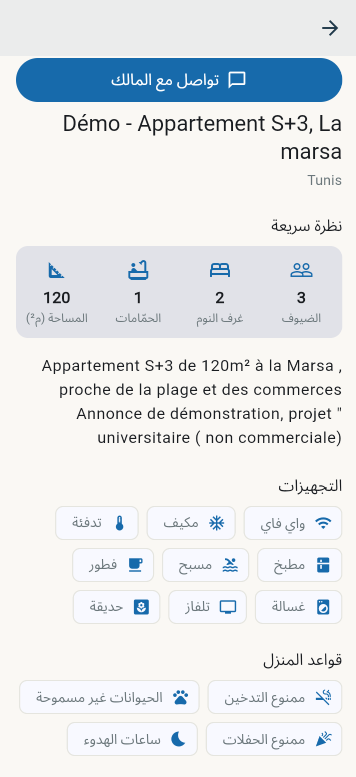 تواصل مع المالك
Démo - Appartement S+3, La
marsa
Tunis
نظرة سريعة
3 2 1 120
الضيوف غرف النوم الحمّامات المساحة (م²)
Appartement S+3 de 120m² à la Marsa ,
proche de la plage et des commerces
Annonce de démonstration, projet "
universitaire ( non commerciale)
التجهيزات
واي فاي مكيف تدفئة
مطبخ مسبح فطور
غسالة تلفاز حديقة
قواعد المنزل
ممنوع التدخين الحيوانات غير مسموحة
ممنوع الحفلات ساعات الهدوء